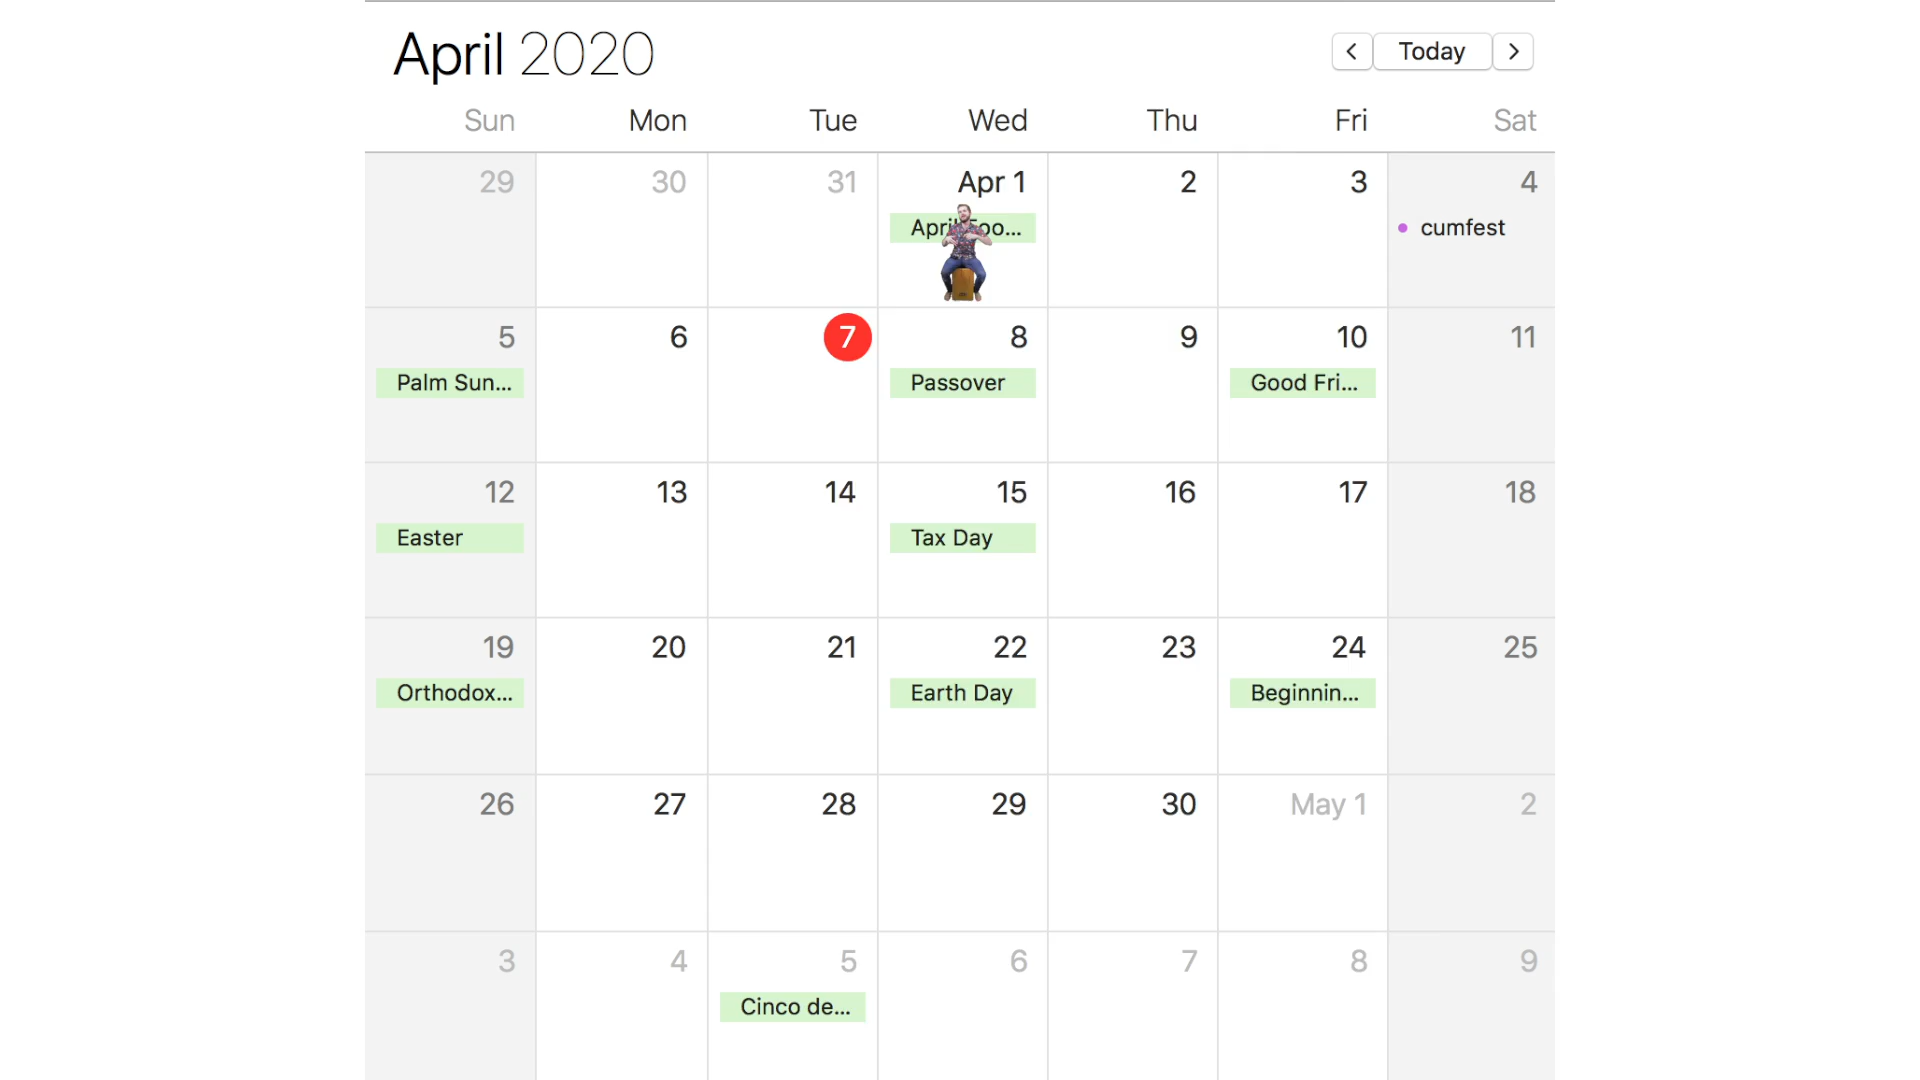 April 2020
< Today >
Sun Mon Tue Wed Thu Fri Sat
29 30 31 Apr 1 2 3 4
Apri Foo... cumfest
5 6 7 8 9 10 11
Palm Sun... Passover Good Fri...
12 13 14 15 16 17 18
Easter Tax Day
19 20 21 22 23 24 25
Orthodox... Earth Day Beginnin...
26 27 28 29 30 May 1 2
3 4 5 6 7 8 9
Cinco de...